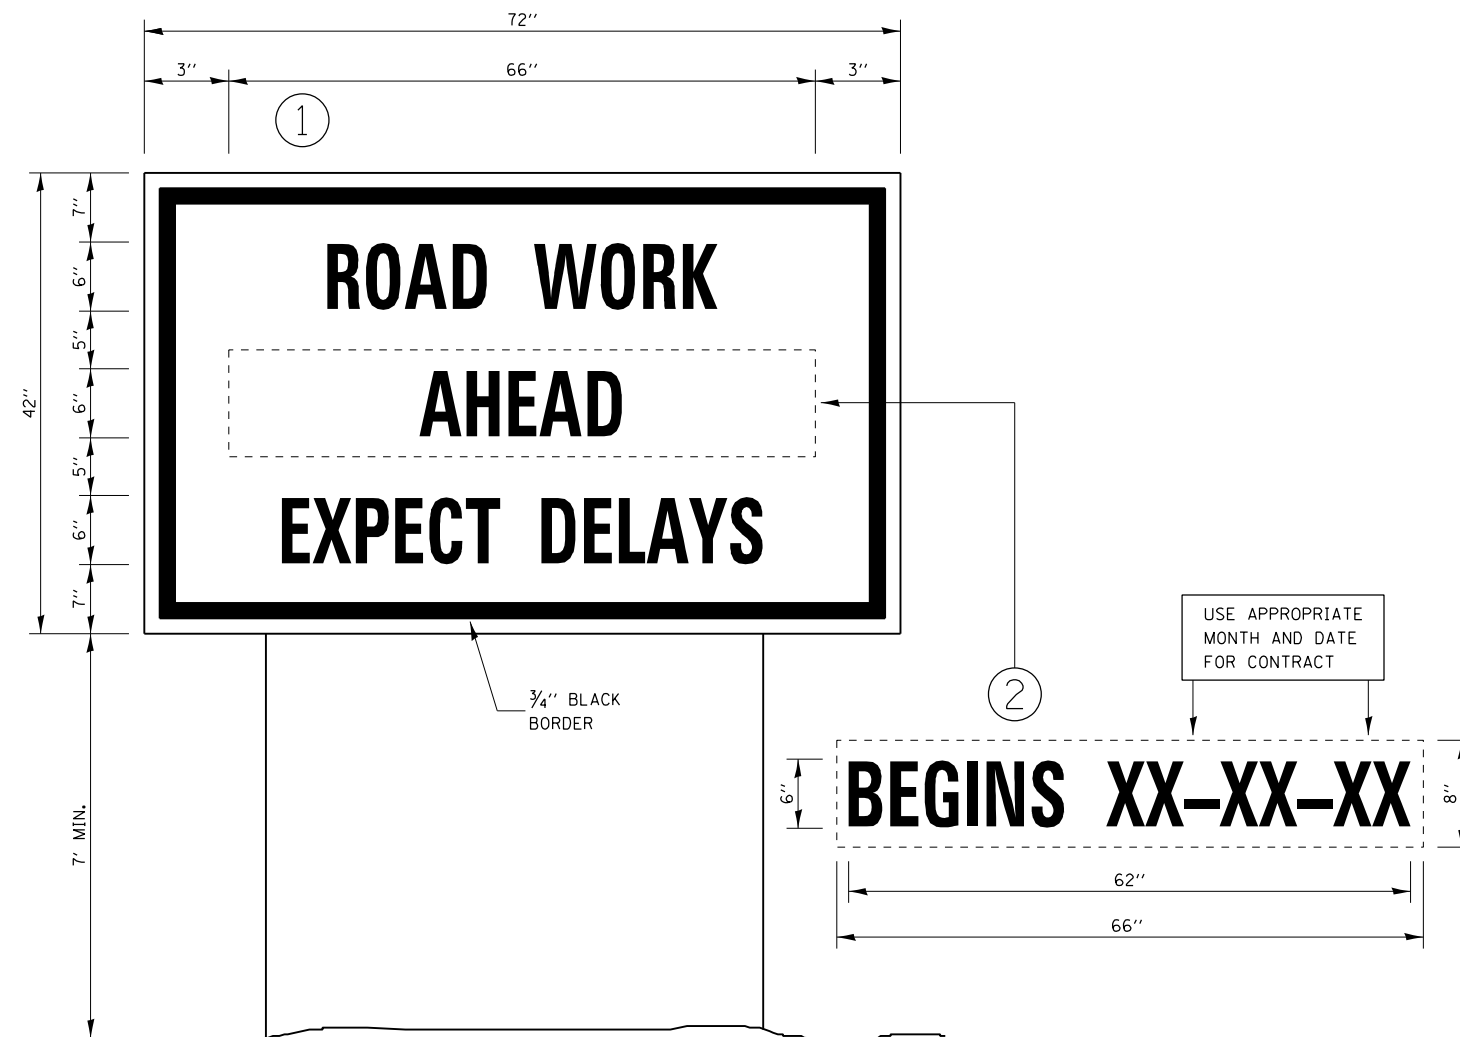 72''
3'' 66'' 3''
1
7''
6''
5''
6''
5''
6''
7''
42''
ROAD WORK
AHEAD
EXPECT DELAYS
3/4'' BLACK
BORDER
7' MIN.
2
USE APPROPRIATE
MONTH AND DATE
FOR CONTRACT
6''
BEGINS XX–XX–XX
8''
62''
66''